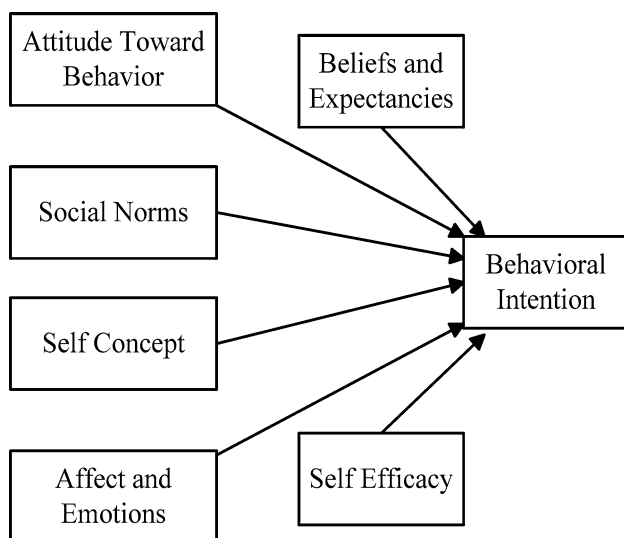 Attitude Toward
Behavior
Beliefs and
Expectancies
Social Norms
Behavioral
Intention
Self Concept
Affect and
Emotions
Self Efficacy